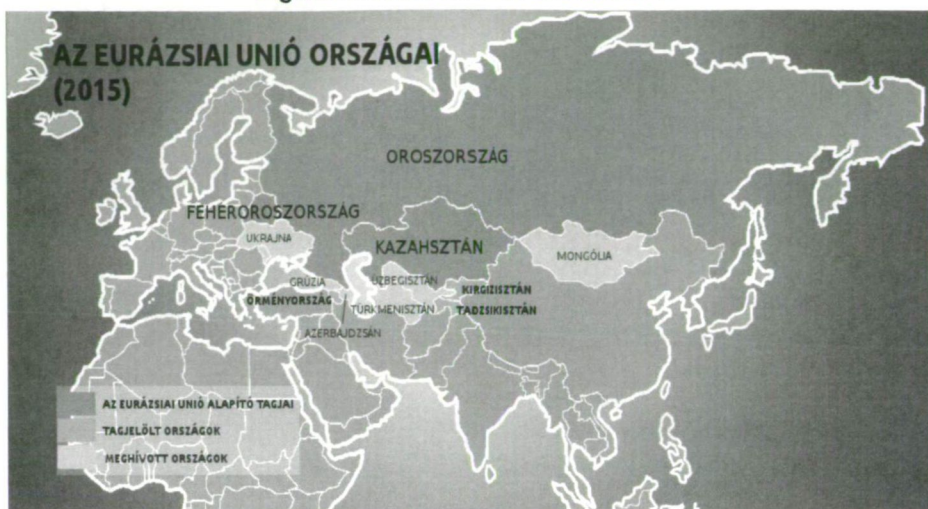 AZ EURÁZSIAI UNIÓ ORSZÁGAI
(2015)
OROSZORSZÁG
FEHÉROROSZORSZÁG
UKRAJNA
KAZAHSZTÁN
MONGÓLIA
GRÚZIA
ÜZBEGISZTÁN
KIRGIZISZTÁN
ÖRMÉNYORSZÁG
TÜRKMENISZTÁN
TADZSIKISZTÁN
AZERBAJDZSÁN
AZ EURÁZSIAI UNIÓ ALAPÍTÓ TAGJAI
TAGJELÖLT ORSZÁGOK
MEGHÍVOTT ORSZÁGOK